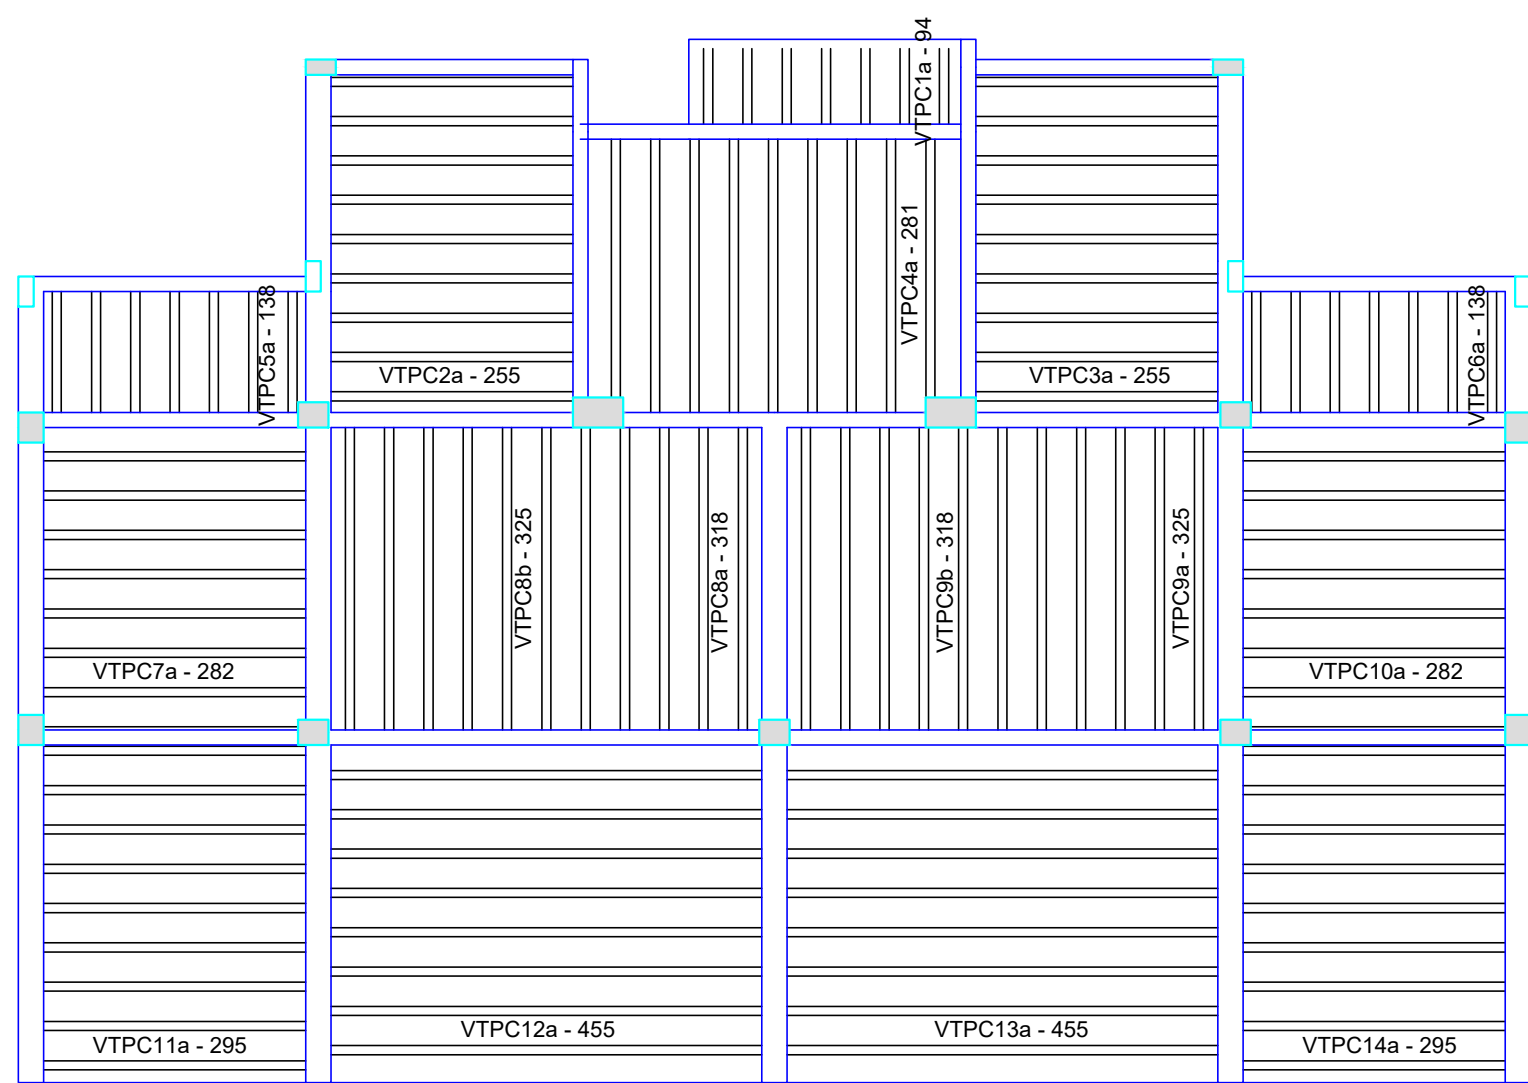 VTPC1a - 94
VTPC4a - 281
VTPC5a - 138
VTPC2a - 255
VTPC3a - 255
VTPC6a - 138
VTPC8b - 325
VTPC8a - 318
VTPC9b - 318
VTPC9a - 325
VTPC7a - 282
VTPC10a - 282
VTPC11a - 295
VTPC12a - 455
VTPC13a - 455
VTPC14a - 295